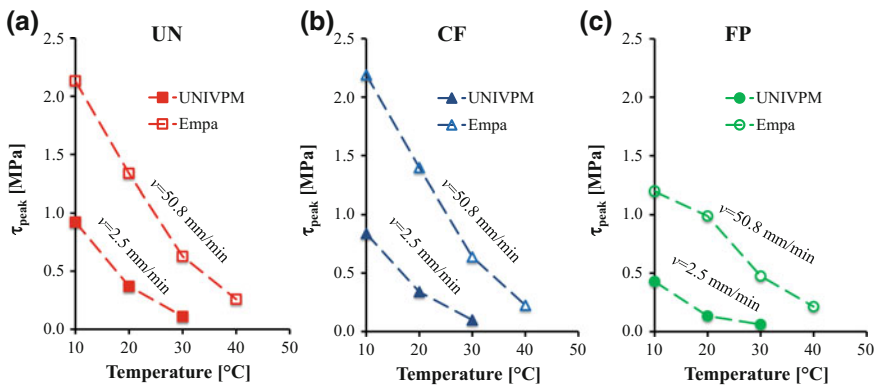 (a) UN
τpeak [MPa]
2.5
2.0
1.5
1.0
0.5
0.0
UNIVPM
Empa
v=50.8 mm/min
v=2.5 mm/min
10 20 30 40 50
Temperature [°C]
(b) CF
τpeak [MPa]
2.5
2.0
1.5
1.0
0.5
0.0
UNIVPM
Empa
v=50.8 mm/min
v=2.5 mm/min
10 20 30 40 50
Temperature [°C]
(c) FP
τpeak [MPa]
2.5
2.0
1.5
1.0
0.5
0.0
UNIVPM
Empa
v=50.8 mm/min
v=2.5 mm/min
10 20 30 40 50
Temperature [°C]